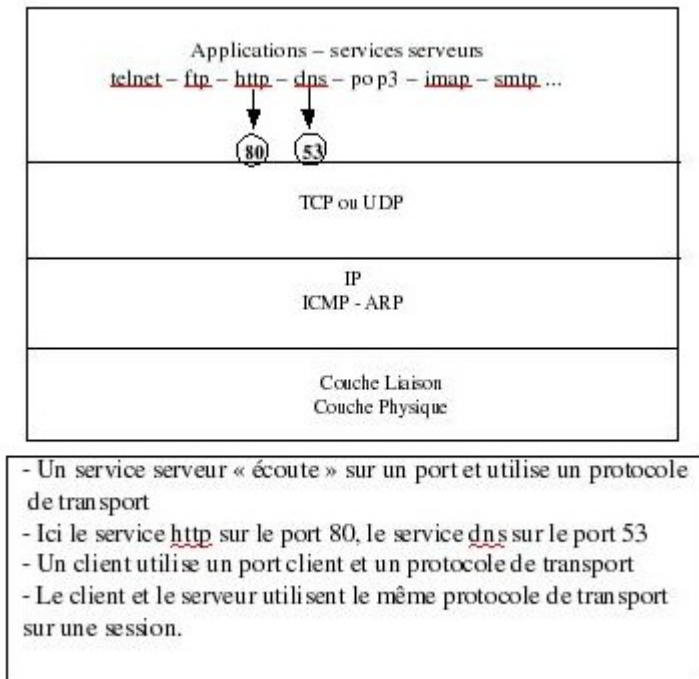 Applications – services serveurs
telnet – ftp – http – dns – pop3 – imap – smtp ...
80 53
TCP ou UDP
IP
ICMP - ARP
Couche Liaison
Couche Physique
- Un service serveur « écoute » sur un port et utilise un protocole
de transport
- Ici le service http sur le port 80, le service dns sur le port 53
- Un client utilise un port client et un protocole de transport
- Le client et le serveur utilisent le même protocole de transport
sur une session.